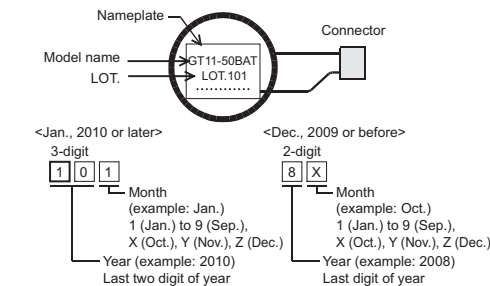 Nameplate
Connector
Model name
GT11-50BAT
LOT.
LOT.101
............
<Jan., 2010 or later>
3-digit
1 0 1
Month
(example: Jan.)
1 (Jan.) to 9 (Sep.),
X (Oct.), Y (Nov.), Z (Dec.)
Year (example: 2010)
Last two digit of year
<Dec., 2009 or before>
2-digit
8 X
Month
(example: Oct.)
1 (Jan.) to 9 (Sep.),
X (Oct.), Y (Nov.), Z (Dec.)
Year (example: 2008)
Last digit of year